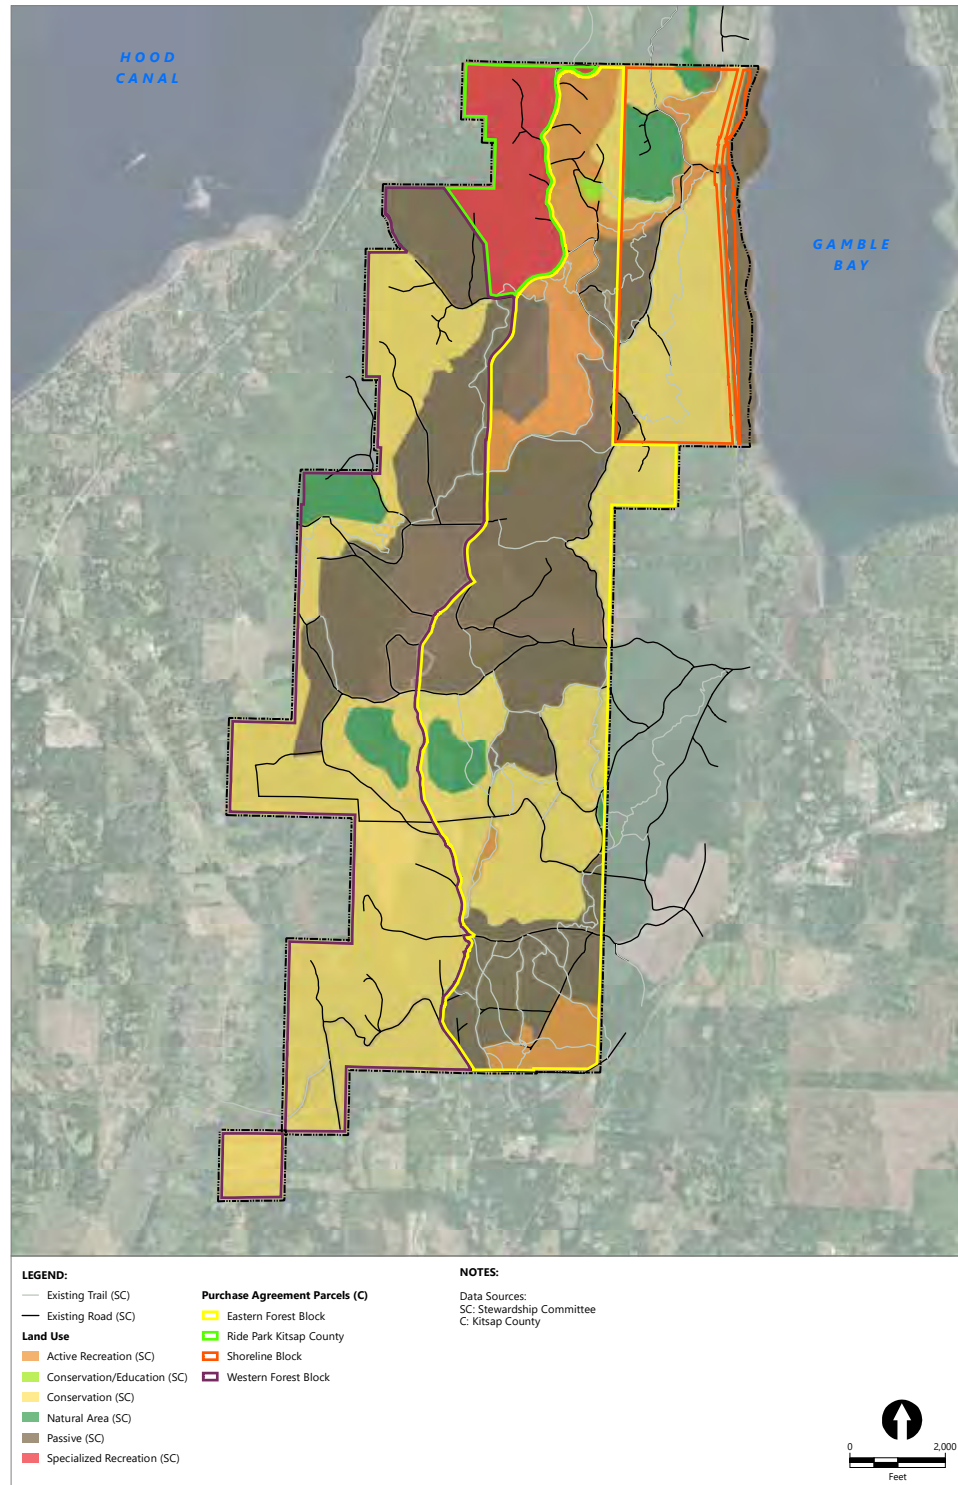 HOOD
CANAL
GAMBLE
BAY
LEGEND:
Existing Trail (SC)
Existing Road (SC)
Land Use
Active Recreation (SC)
Conservation/Education (SC)
Conservation (SC)
Natural Area (SC)
Passive (SC)
Specialized Recreation (SC)
Purchase Agreement Parcels (C)
Eastern Forest Block
Ride Park Kitsap County
Shoreline Block
Western Forest Block
NOTES:
Data Sources:
SC: Stewardship Committee
C: Kitsap County
0 2,000
Feet